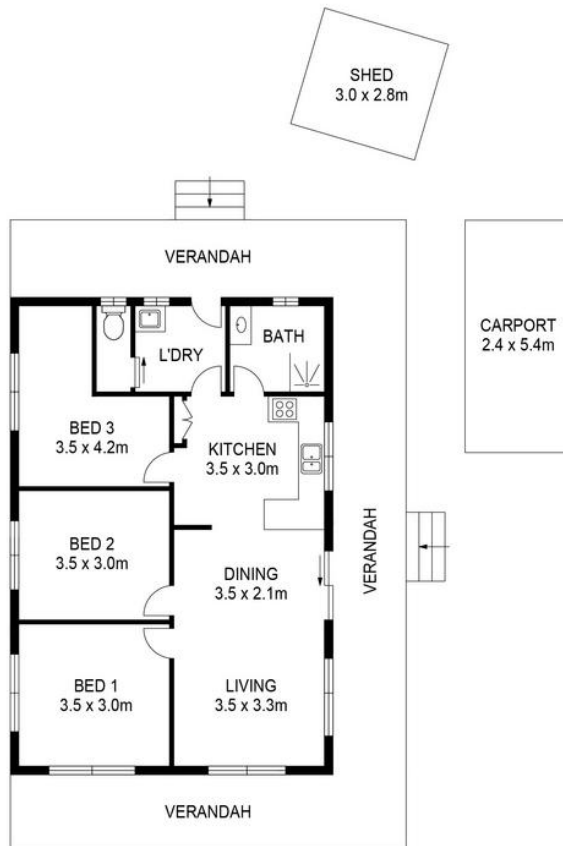 SHED
3.0 x 2.8m
VERANDAH
CARPORT
2.4 x 5.4m
L'DRY
BATH
BED 3
3.5 x 4.2m
KITCHEN
3.5 x 3.0m
BED 2
3.5 x 3.0m
DINING
3.5 x 2.1m
VERANDAH
BED 1
3.5 x 3.0m
LIVING
3.5 x 3.3m
VERANDAH